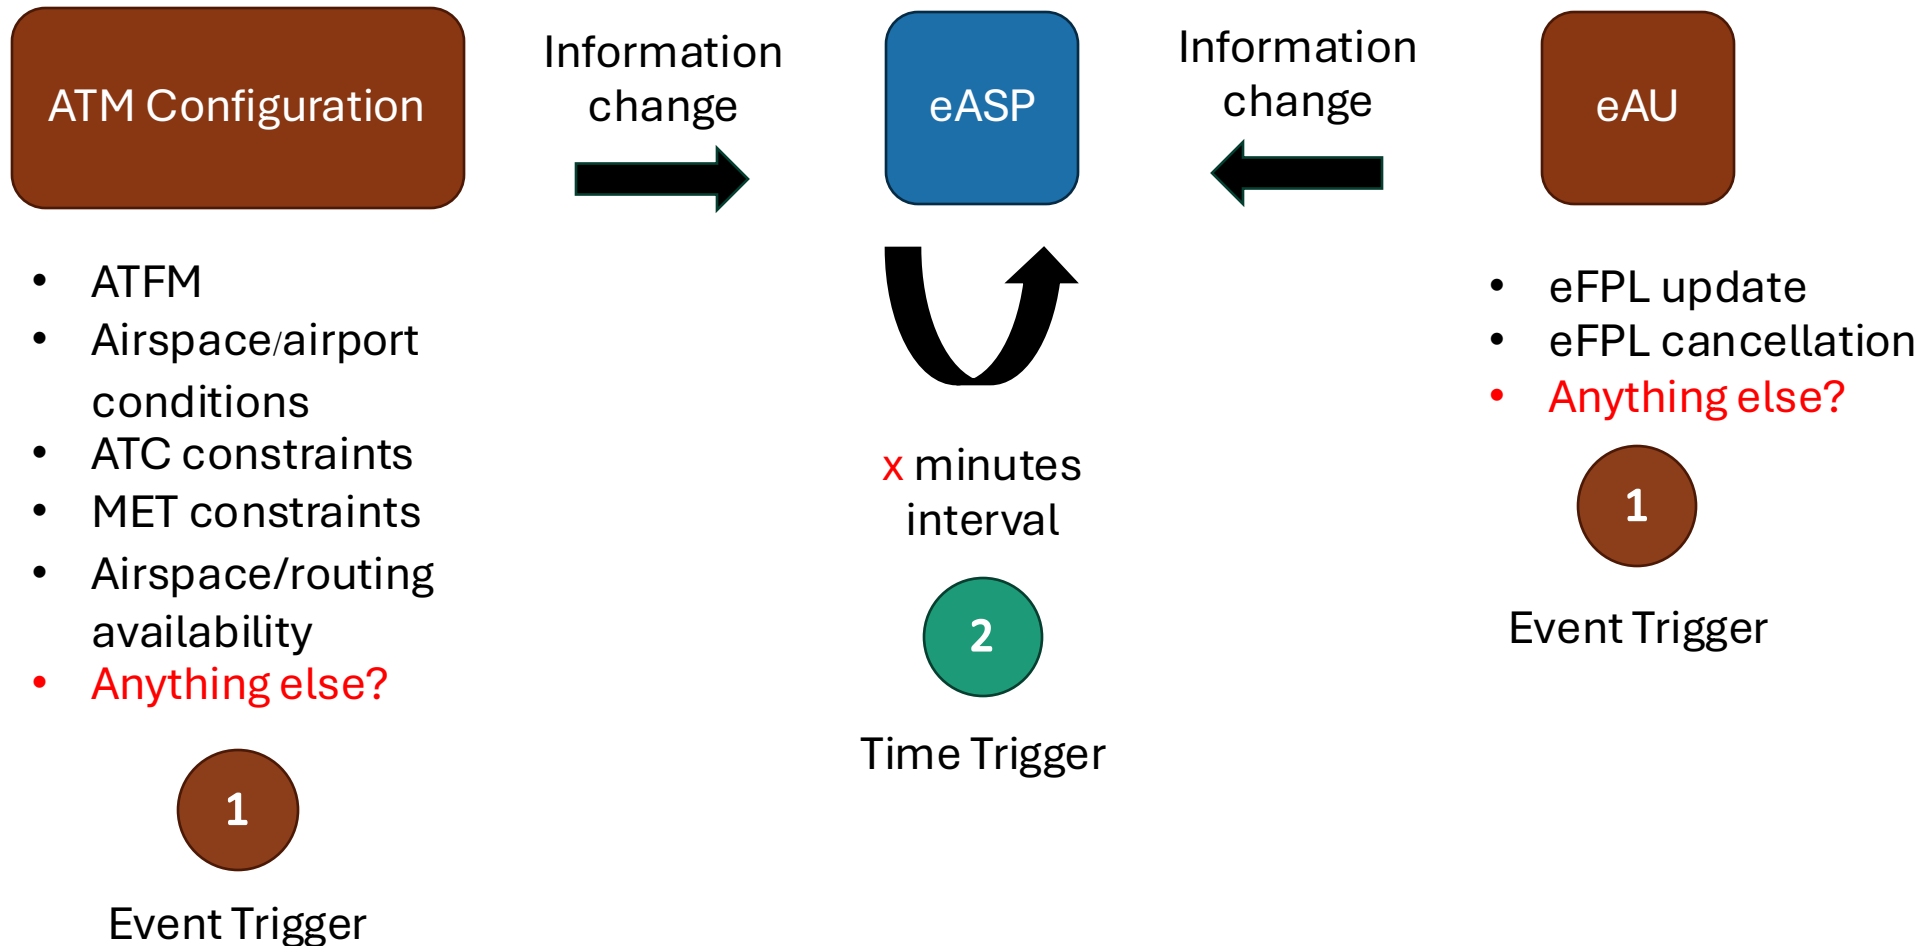 ATM Configuration
Information
change
eASP
Information
change
eAU
• ATFM
• Airspace/airport
conditions
• ATC constraints
• MET constraints
• Airspace/routing
availability
• Anything else?
1
Event Trigger
x minutes
interval
2
Time Trigger
• eFPL update
• eFPL cancellation
• Anything else?
1
Event Trigger